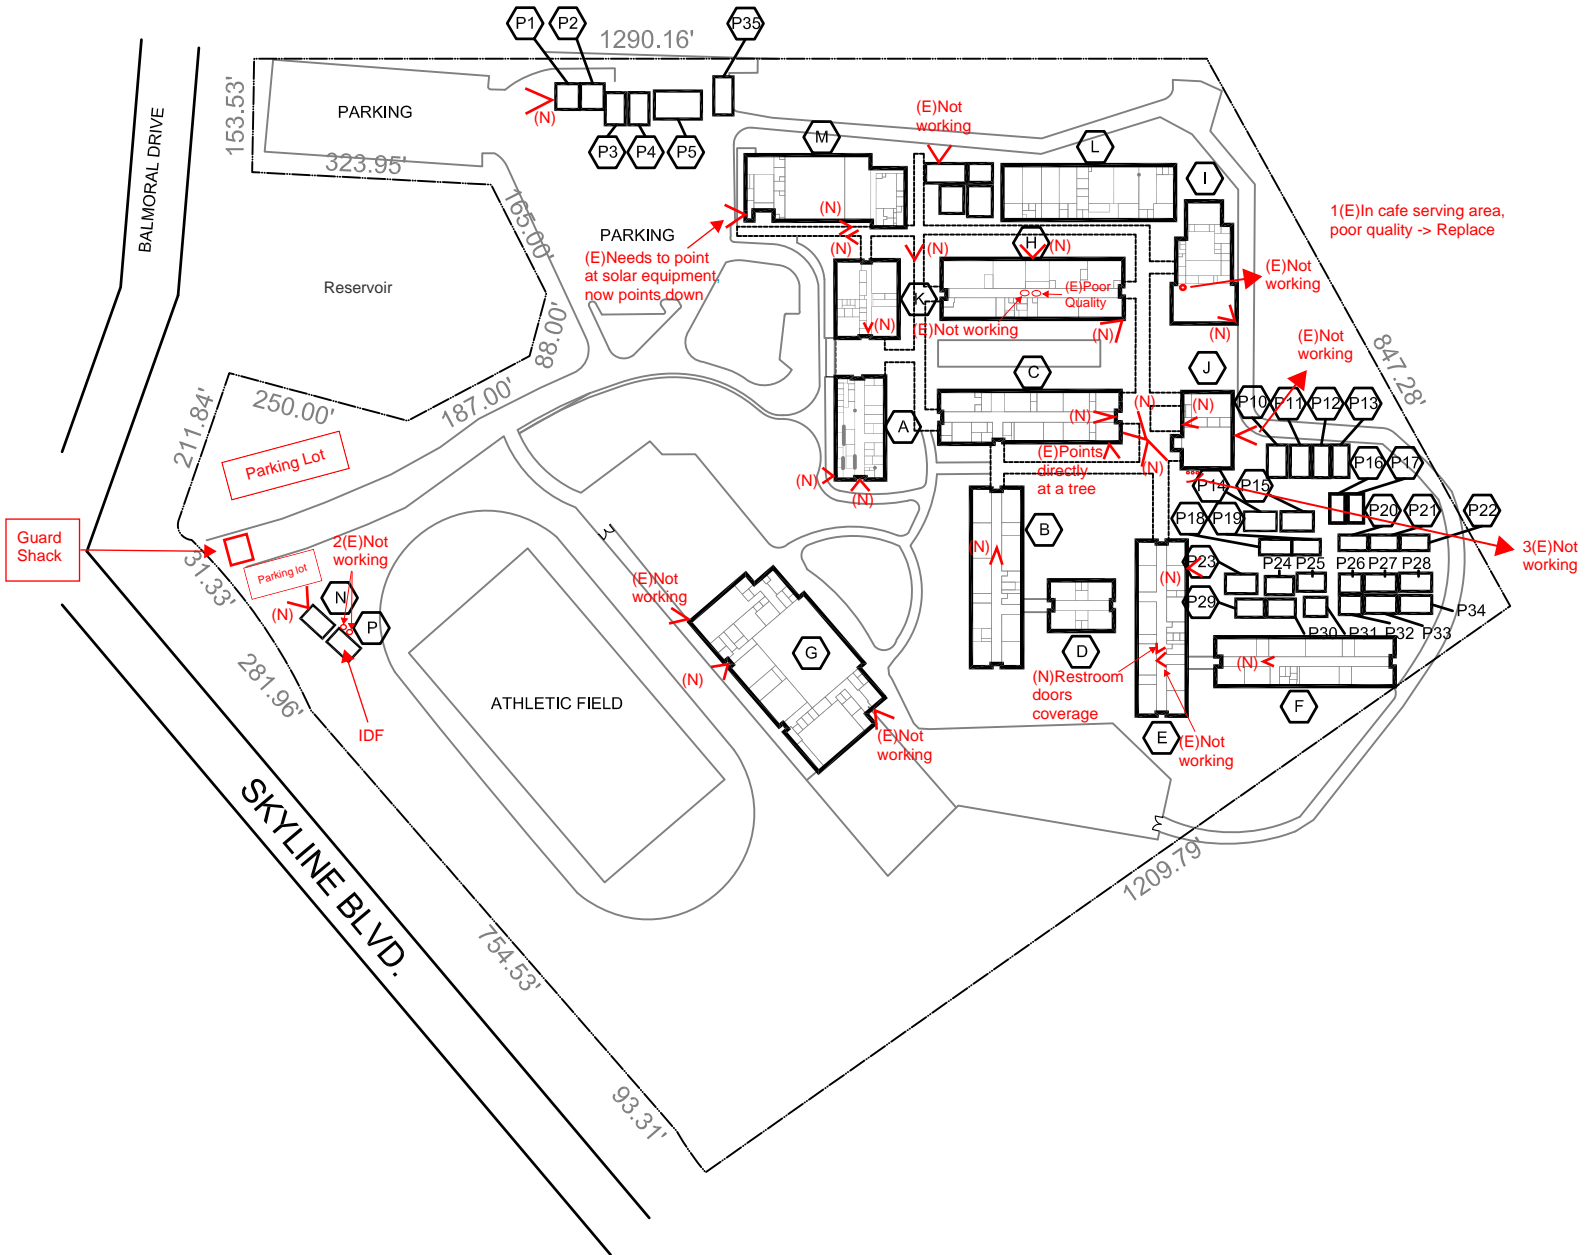 P1
P2
P35
1290.16'
BALMORAL DRIVE
153.53'
PARKING
(N)
P3
P4
P5
323.95'
165.00'
M
(E)Not
working
L
I
1(E)In cafe serving area,
poor quality -> Replace
PARKING
(E)Needs to point
at solar equipment,
now points down
(N)
(N)
(N)
H
(N)
(E)Not
working
Reservoir
K
(E)Poor
Quality
(N)
(E)Not working
(N)
(N)
88.00'
(E)Not
working
847.28'
C
J
187.00'
250.00'
211.84'
A
(N)
(N)
(N)
P10
P11
P12
P13
Parking Lot
(E)Points
directly
at a tree
(N)
P16
P17
(N)
(N)
P14
P15
B
P18
P19
P20
P21
P22
Guard
Shack
31.33'
2(E)Not
working
Parking lot
(N)
N
P
(N)
3(E)Not
working
P23
P24
P25
P26
P27
P28
(N)
(E)Not
working
P29
P34
P30
P31
P32
P33
281.96'
G
D
(N)
(N)Restroom
doors
coverage
(N)
ATHLETIC FIELD
F
IDF
(E)Not
working
E
(E)Not
working
SKYLINE BLVD.
1209.79'
754.53'
93.31'